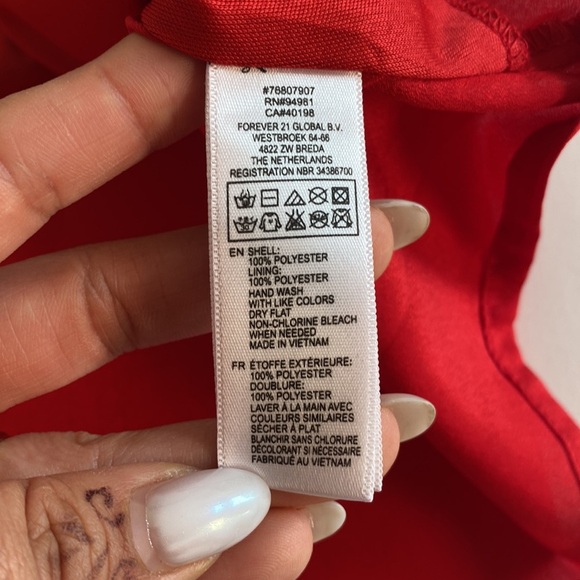 #76807907
RN#94981
CA#40198
FOREVER 21 GLOBAL B.V.
WESTBROEK 64-66
4822 ZW BREDA
THE NETHERLANDS
REGISTRATION NBR 34386700
EN SHELL:
100% POLYESTER
LINING:
100% POLYESTER
HAND WASH
WITH LIKE COLORS
DRY FLAT
NON-CHLORINE BLEACH
WHEN NEEDED
MADE IN VIETNAM
FR ÉTOFFE EXTÉRIEURE:
100% POLYESTER
DOUBLURE:
100% POLYESTER
LAVER À LA MAIN AVEC
COULEURS SIMILAIRES
SÉCHER À PLAT
BLANCHIR SANS CHLORURE
DÉCOLORANT SI NÉCESSAIRE
FABRIQUÉ AU VIETNAM